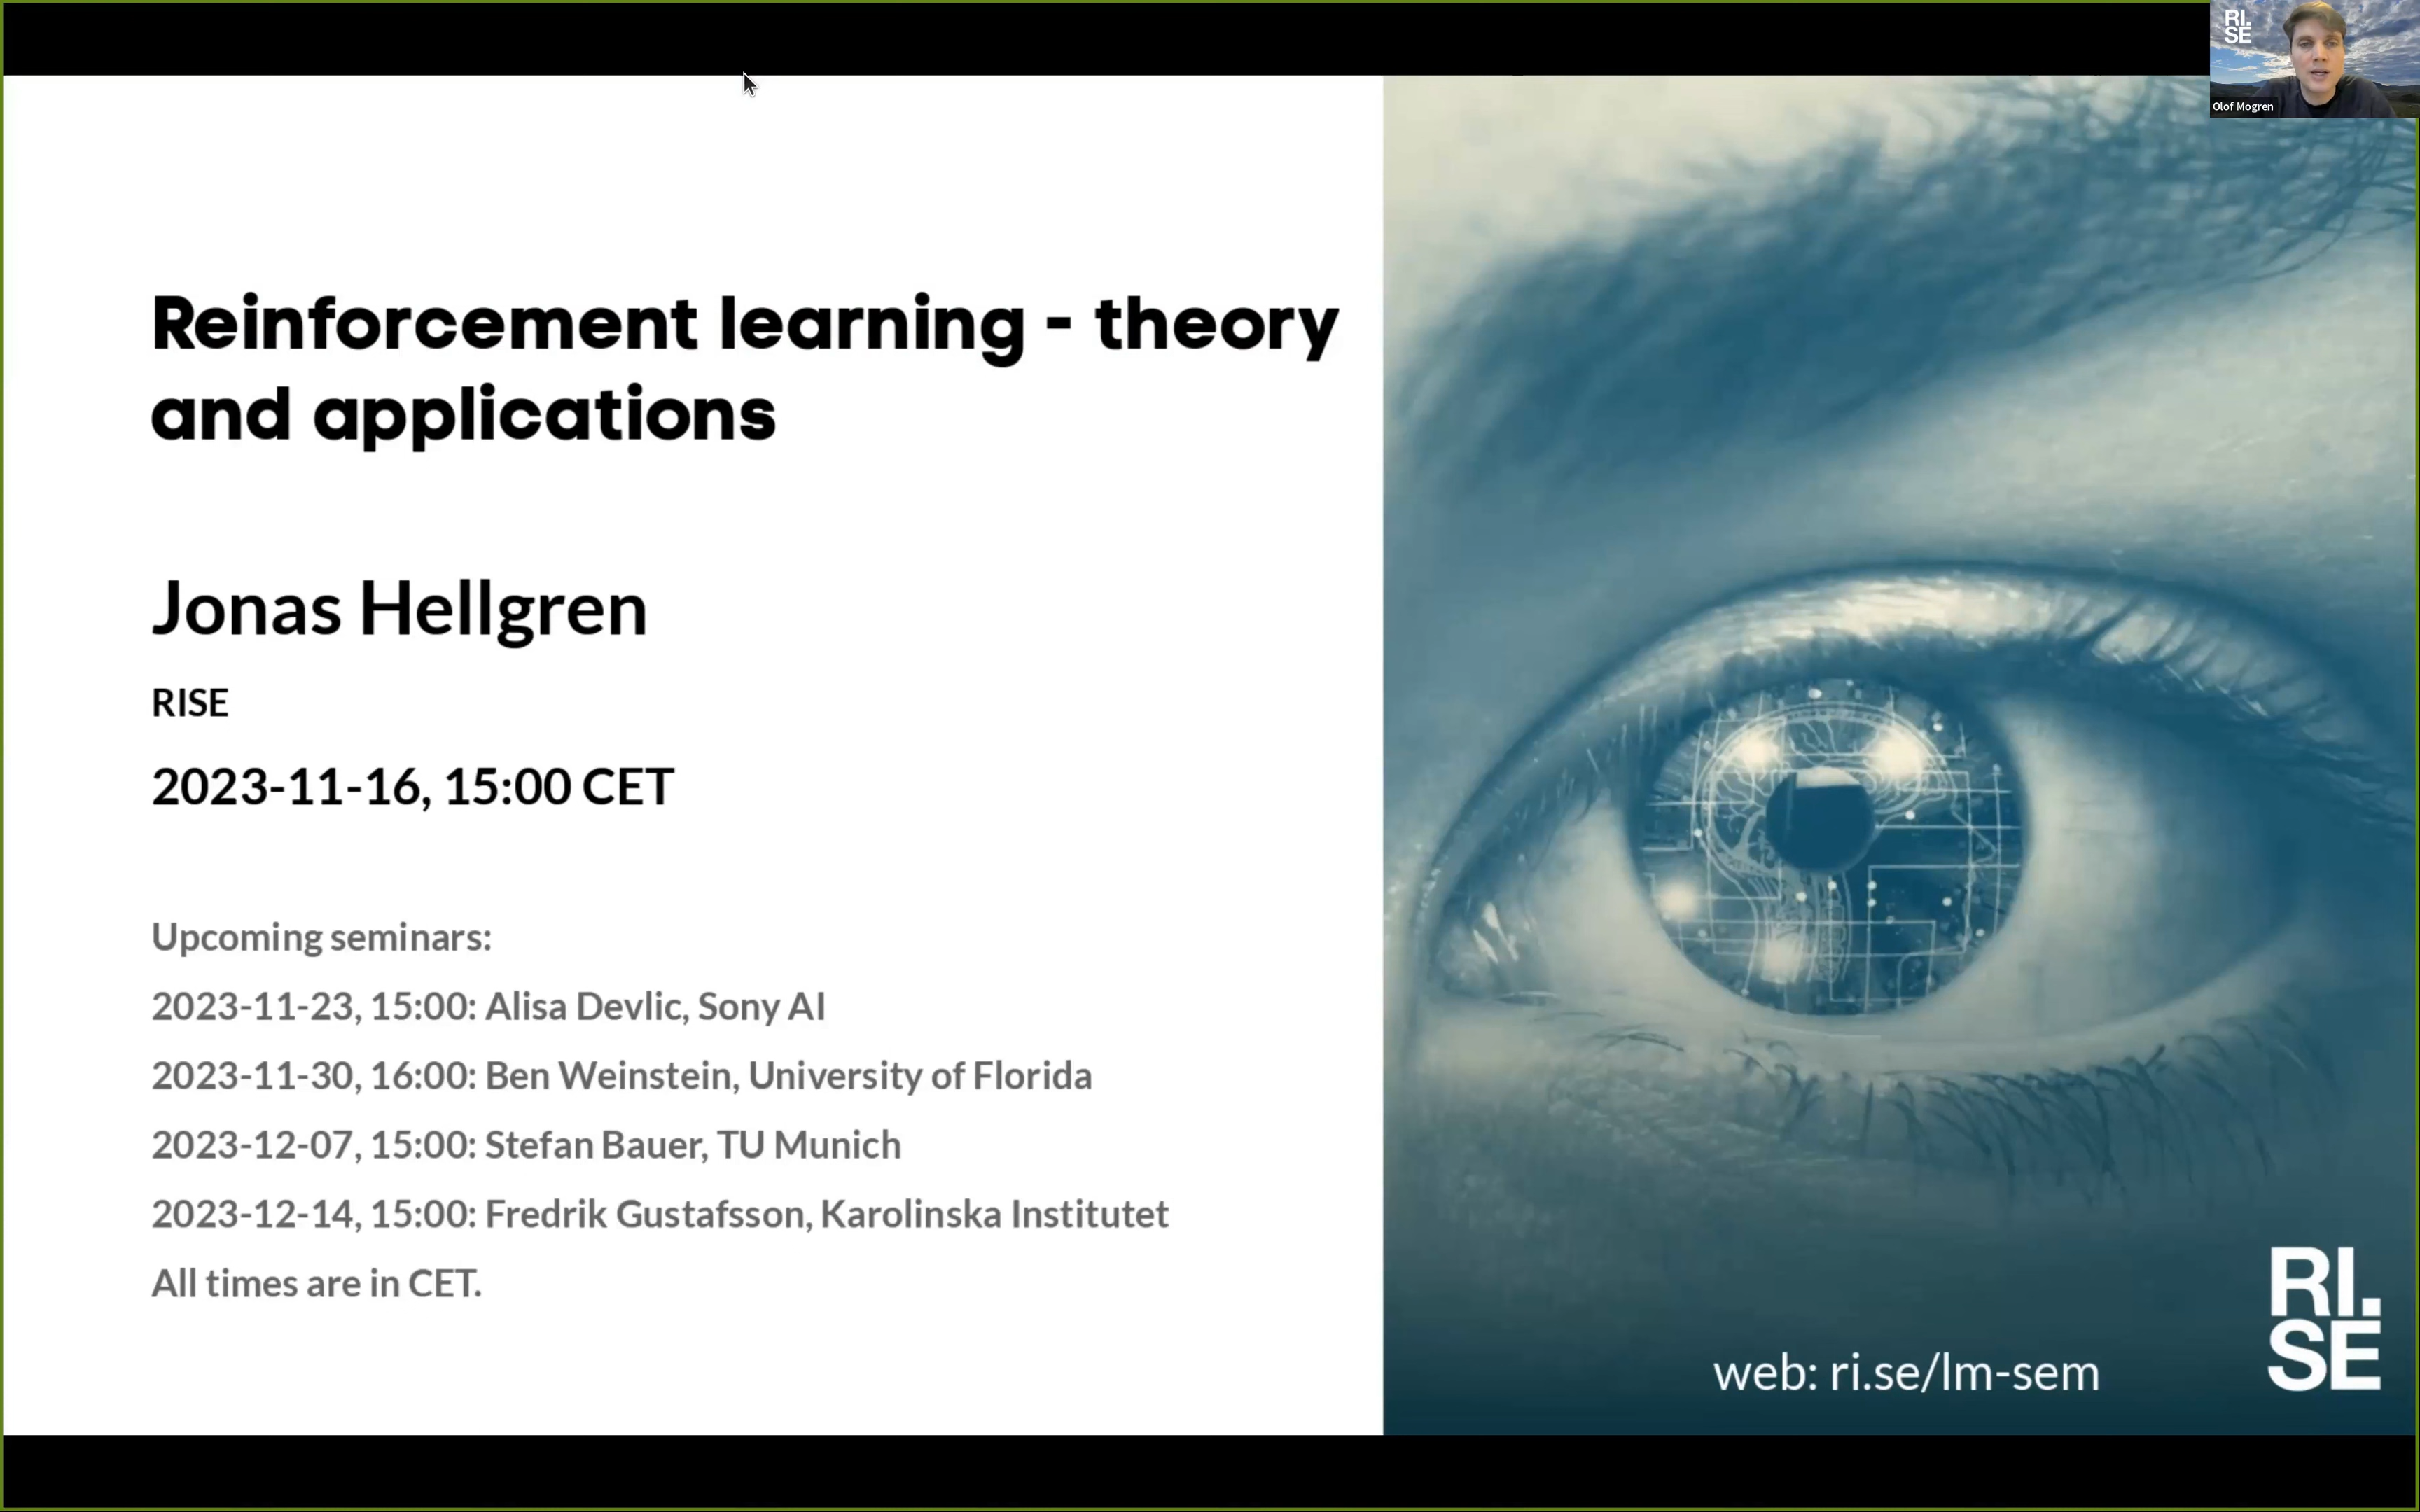 RI.
SE
Olof Mogren
Reinforcement learning - theory
and applications
Jonas Hellgren
RISE
2023-11-16, 15:00 CET
Upcoming seminars:
2023-11-23, 15:00: Alisa Devlic, Sony AI
2023-11-30, 16:00: Ben Weinstein, University of Florida
2023-12-07, 15:00: Stefan Bauer, TU Munich
2023-12-14, 15:00: Fredrik Gustafsson, Karolinska Institutet
All times are in CET.
web: ri.se/lm-sem
RI.
SE